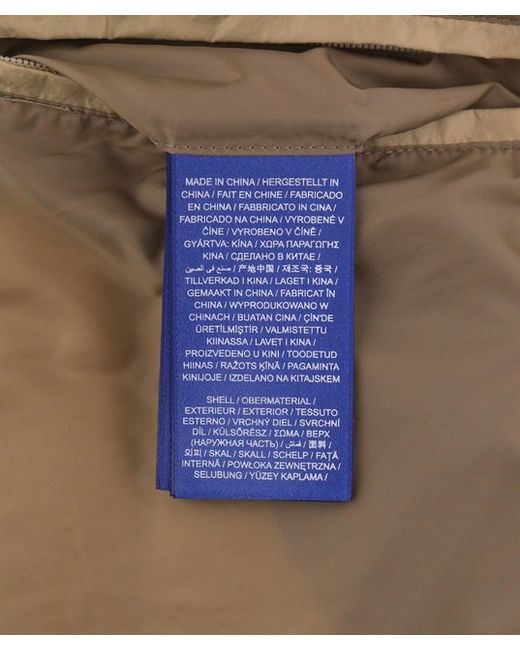 MADE IN CHINA / HERGESTELLT IN
CHINA / FAIT EN CHINE / FABRICADO
EN CHINA / FABBRICATO IN CINA /
FABRICADO NA CHINA / VYROBENÉ V
ČÍNE / VYROBENO V ČÍNĚ /
GYÁRTVA: KÍNA / ΧΩΡΑ ΠΑΡΑΓΩΓΗΣ
ΚΙΝΑ / СДЕЛАНО В КИТАЕ /
صنع في الصين / 产地中国 / 제조국: 중국 /
TILLVERKAD I KINA / LAGET I KINA /
GEMAAKT IN CHINA / FABRICAT ÎN
CHINA / WYPRODUKOWANO W
CHINACH / BUATAN CINA / ÇİN'DE
ÜRETİLMİŞTİR / VALMISTETTU
KIINASSA / LAVET I KINA /
PROIZVEDENO U KINI / TOODETUD
HIINAS / RAŽOTS ĶĪNĀ / PAGAMINTA
KINIJOJE / IZDELANO NA KITAJSKEM
SHELL / OBERMATERIAL /
EXTERIEUR / EXTERIOR / TESSUTO
ESTERNO / VRCHNÝ DIEL / SVRCHNÍ
DÍL / KÜLSŐRÉSZ / ΣΩΜΑ / ВЕРХ
(НАРУЖНАЯ ЧАСТЬ) / قماش / 面料 /
외피 / SKAL / SKALL / SCHELP / FAȚĂ
INTERNĂ / POWŁOKA ZEWNĘTRZNA /
SELUBUNG / YÜZEY KAPLAMA /